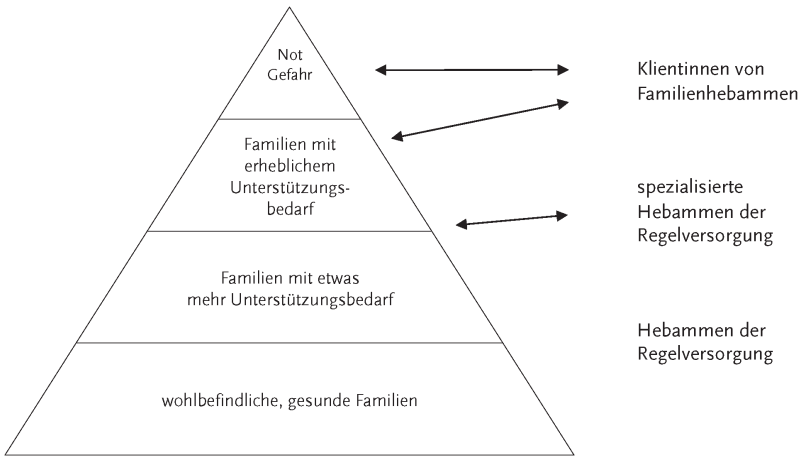 Not
Gefahr
Klientinnen von
Familienhebammen
Familien mit
erheblichem
Unterstützungs-
bedarf
spezialisierte
Hebammen der
Regelversorgung
Familien mit etwas
mehr Unterstützungsbedarf
Hebammen der
Regelversorgung
wohlbefindliche, gesunde Familien